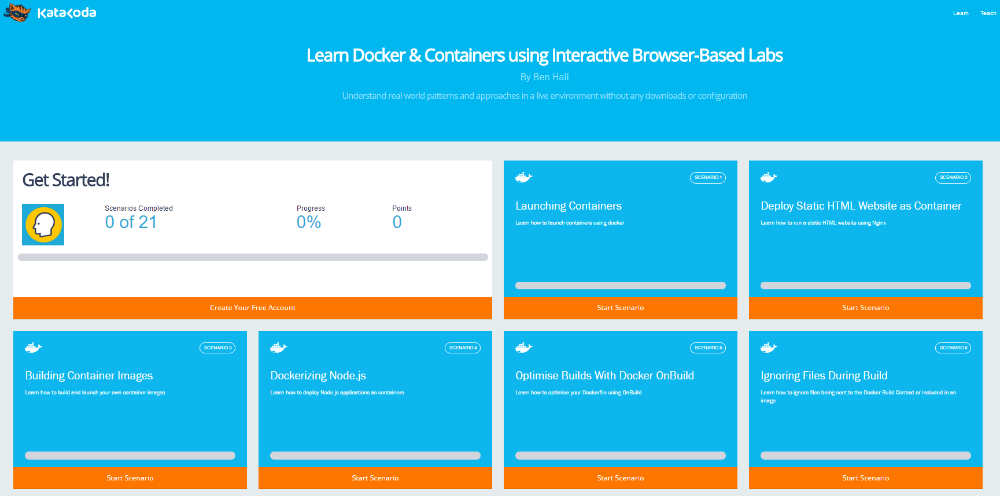 KataKoda
Learn Teach
Learn Docker & Containers using Interactive Browser-Based Labs
By Ben Hall
Understand real world patterns and approaches in a live environment without any downloads or configuration
Get Started!
Scenarios Completed
0 of 21
Progress
0%
Points
0
Create Your Free Account
SCENARIO 1
Launching Containers
Learn how to launch containers using docker
Start Scenario
SCENARIO 2
Deploy Static HTML Website as Container
Learn how to run a static HTML website using Nginx
Start Scenario
SCENARIO 3
Building Container Images
Learn how to build and launch your own container images
Start Scenario
SCENARIO 4
Dockerizing Node.js
Learn how to deploy Node.js applications as containers
Start Scenario
SCENARIO 5
Optimise Builds With Docker OnBuild
Learn how to optimise your Dockerfile using OnBuild
Start Scenario
SCENARIO 6
Ignoring Files During Build
Learn how to ignore files being sent to the Docker Build Context or included in an
image
Start Scenario